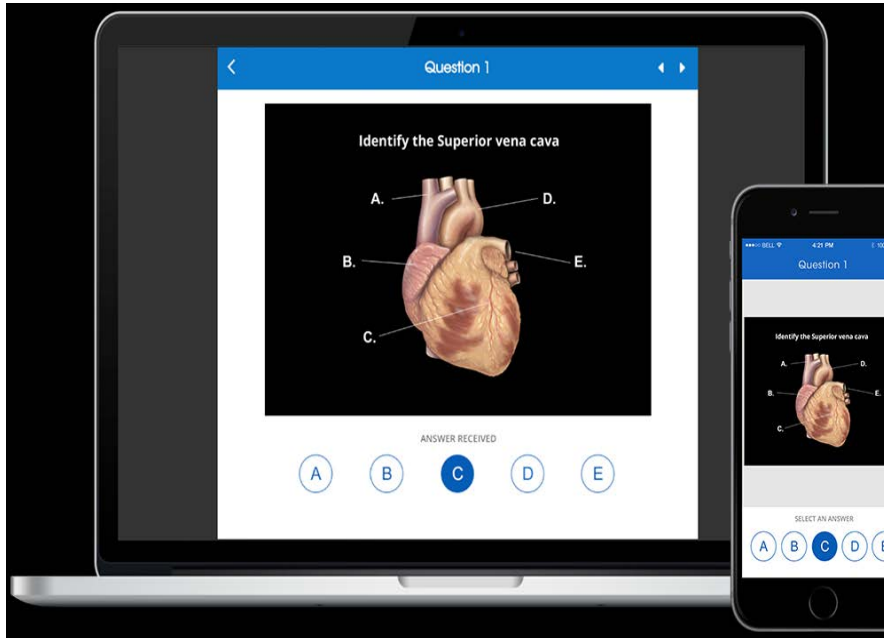 Question 1
Identify the Superior vena cava
A.
D.
B.
E.
C.
ANSWER RECEIVED
A B C D E
BELL 4:21 PM
Question 1
Identify the Superior vena cava
A.
D.
B.
E.
C.
SELECT AN ANSWER
A B C D